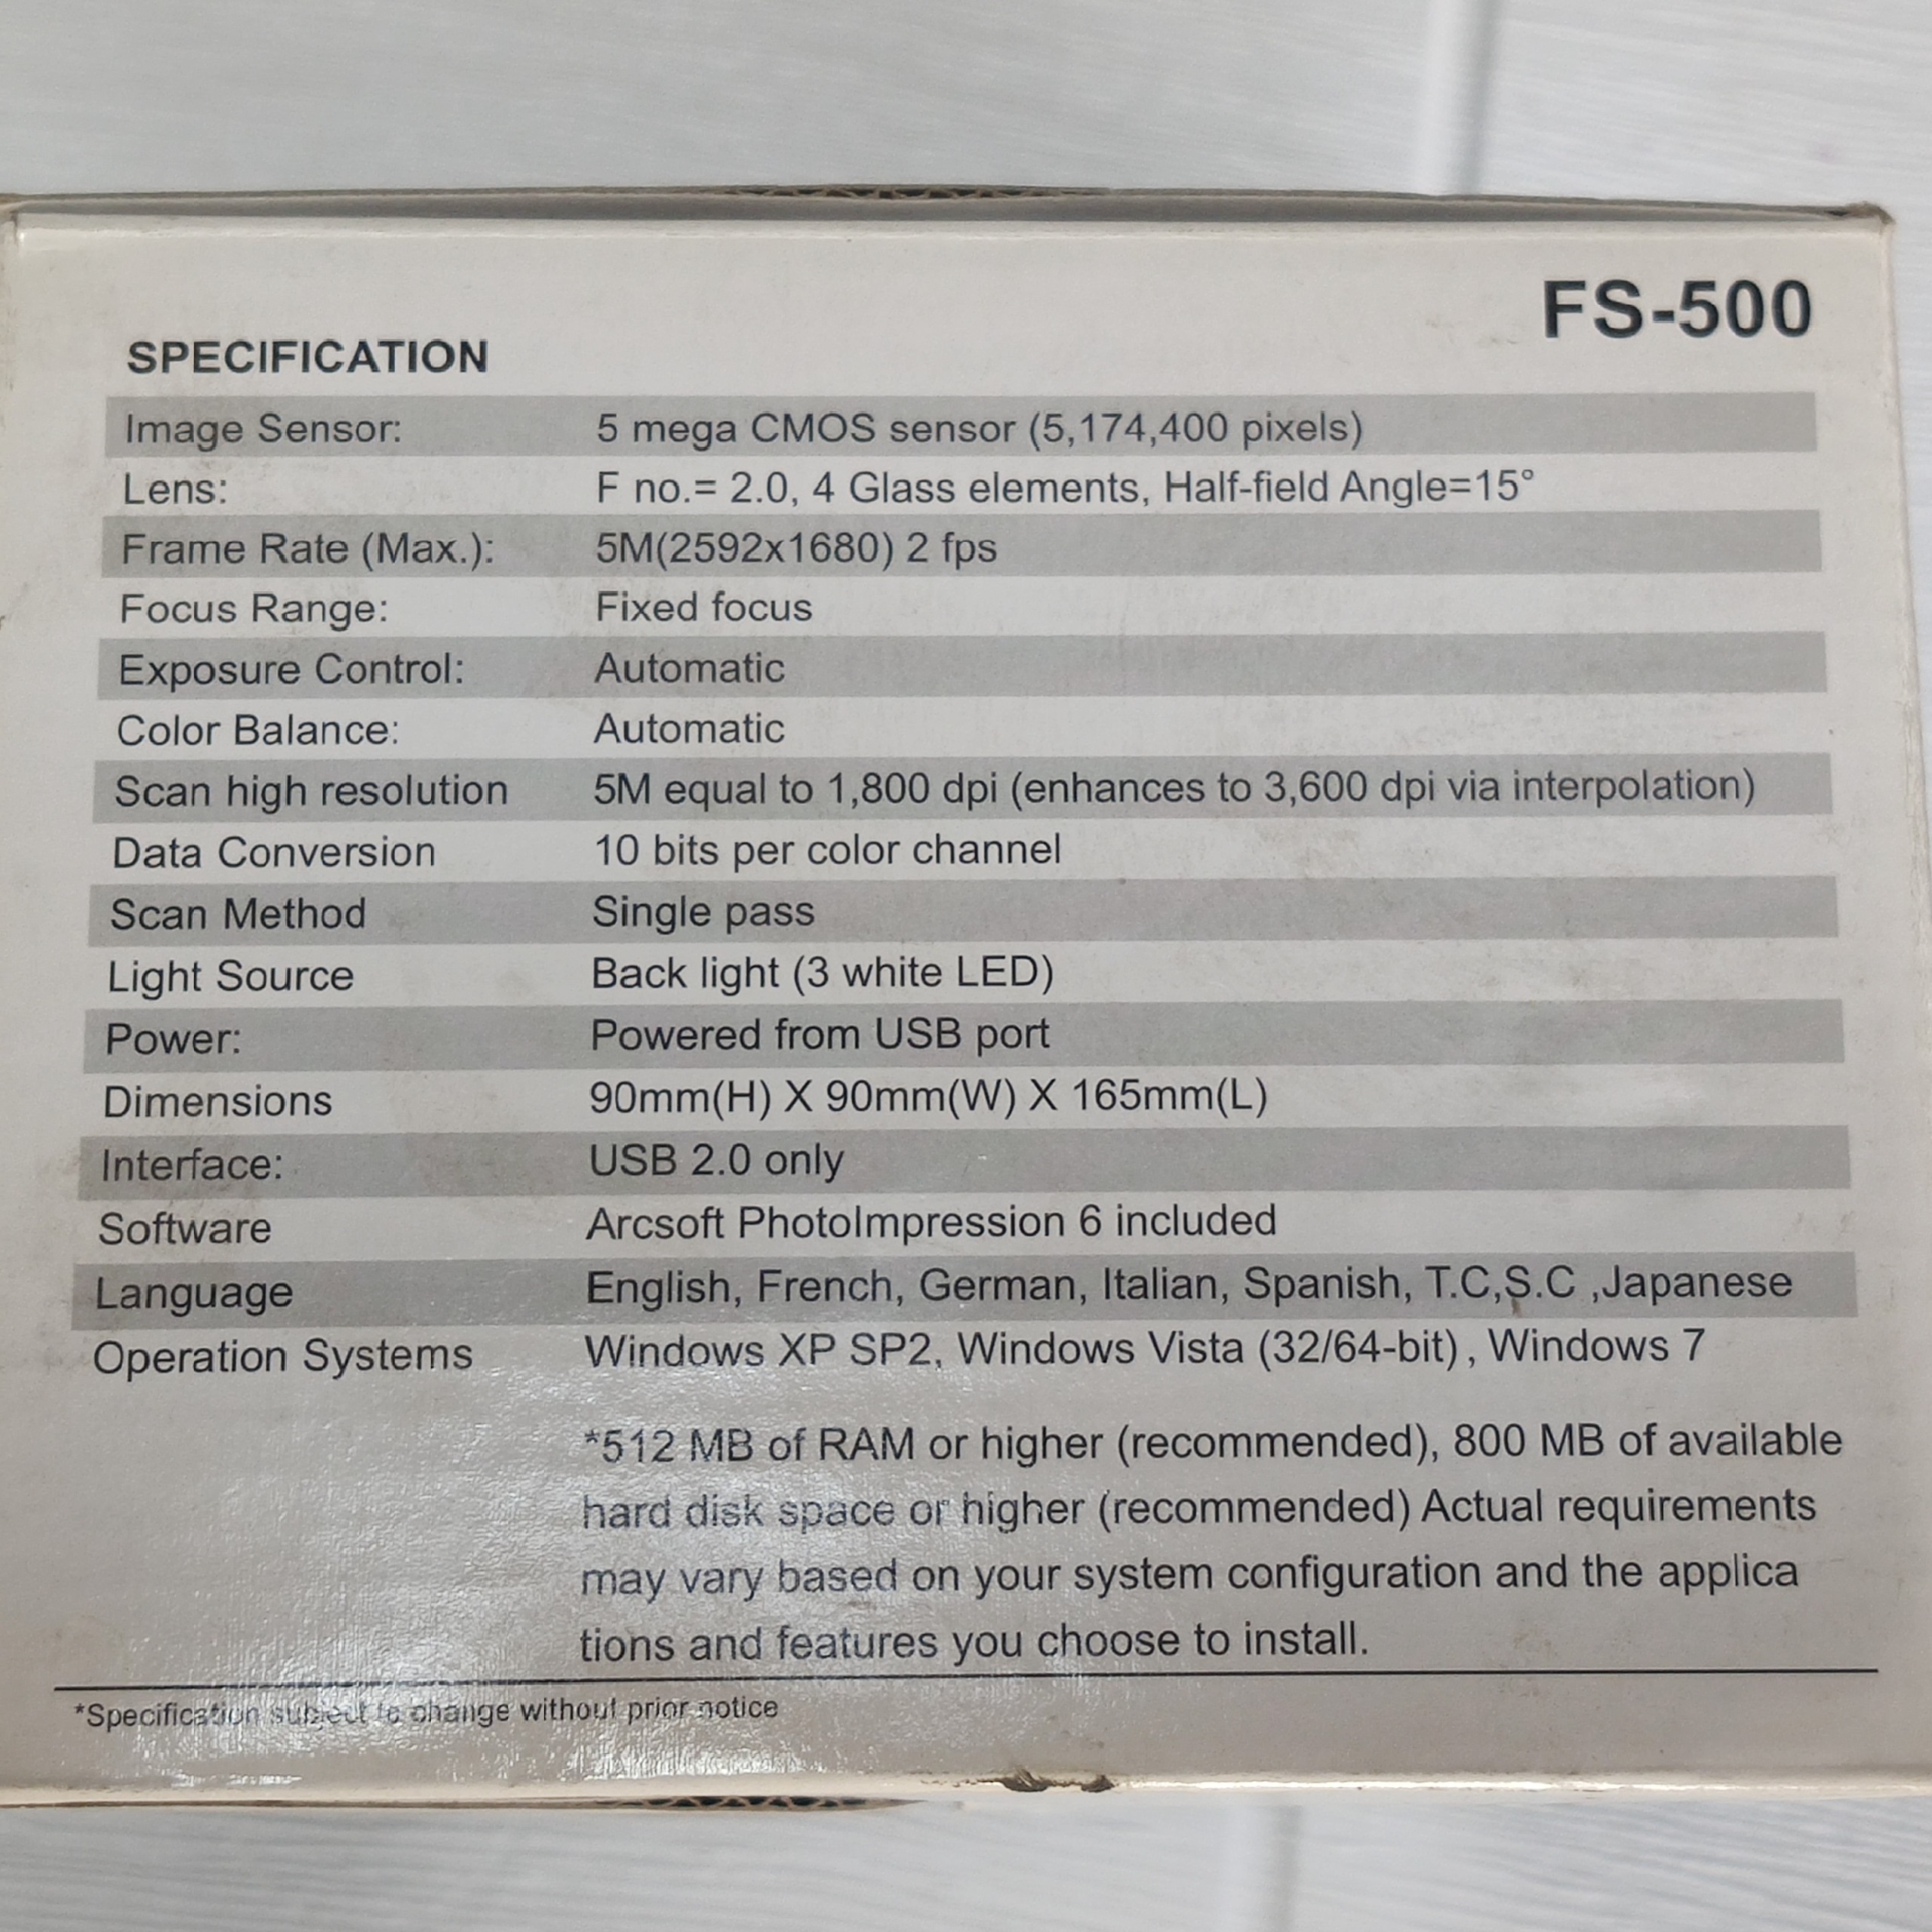 FS-500
SPECIFICATION
Image Sensor: 5 mega CMOS sensor (5,174,400 pixels)
Lens: F no.= 2.0, 4 Glass elements, Half-field Angle=15°
Frame Rate (Max.): 5M(2592x1680) 2 fps
Focus Range: Fixed focus
Exposure Control: Automatic
Color Balance: Automatic
Scan high resolution 5M equal to 1,800 dpi (enhances to 3,600 dpi via interpolation)
Data Conversion 10 bits per color channel
Scan Method Single pass
Light Source Back light (3 white LED)
Power: Powered from USB port
Dimensions 90mm(H) X 90mm(W) X 165mm(L)
Interface: USB 2.0 only
Software Arcsoft PhotoImpression 6 included
Language English, French, German, Italian, Spanish, T.C,S.C ,Japanese
Operation Systems Windows XP SP2, Windows Vista (32/64-bit), Windows 7
*512 MB of RAM or higher (recommended), 800 MB of available
hard disk space or higher (recommended) Actual requirements
may vary based on your system configuration and the applica
tions and features you choose to install.
*Specification subject to change without prior notice